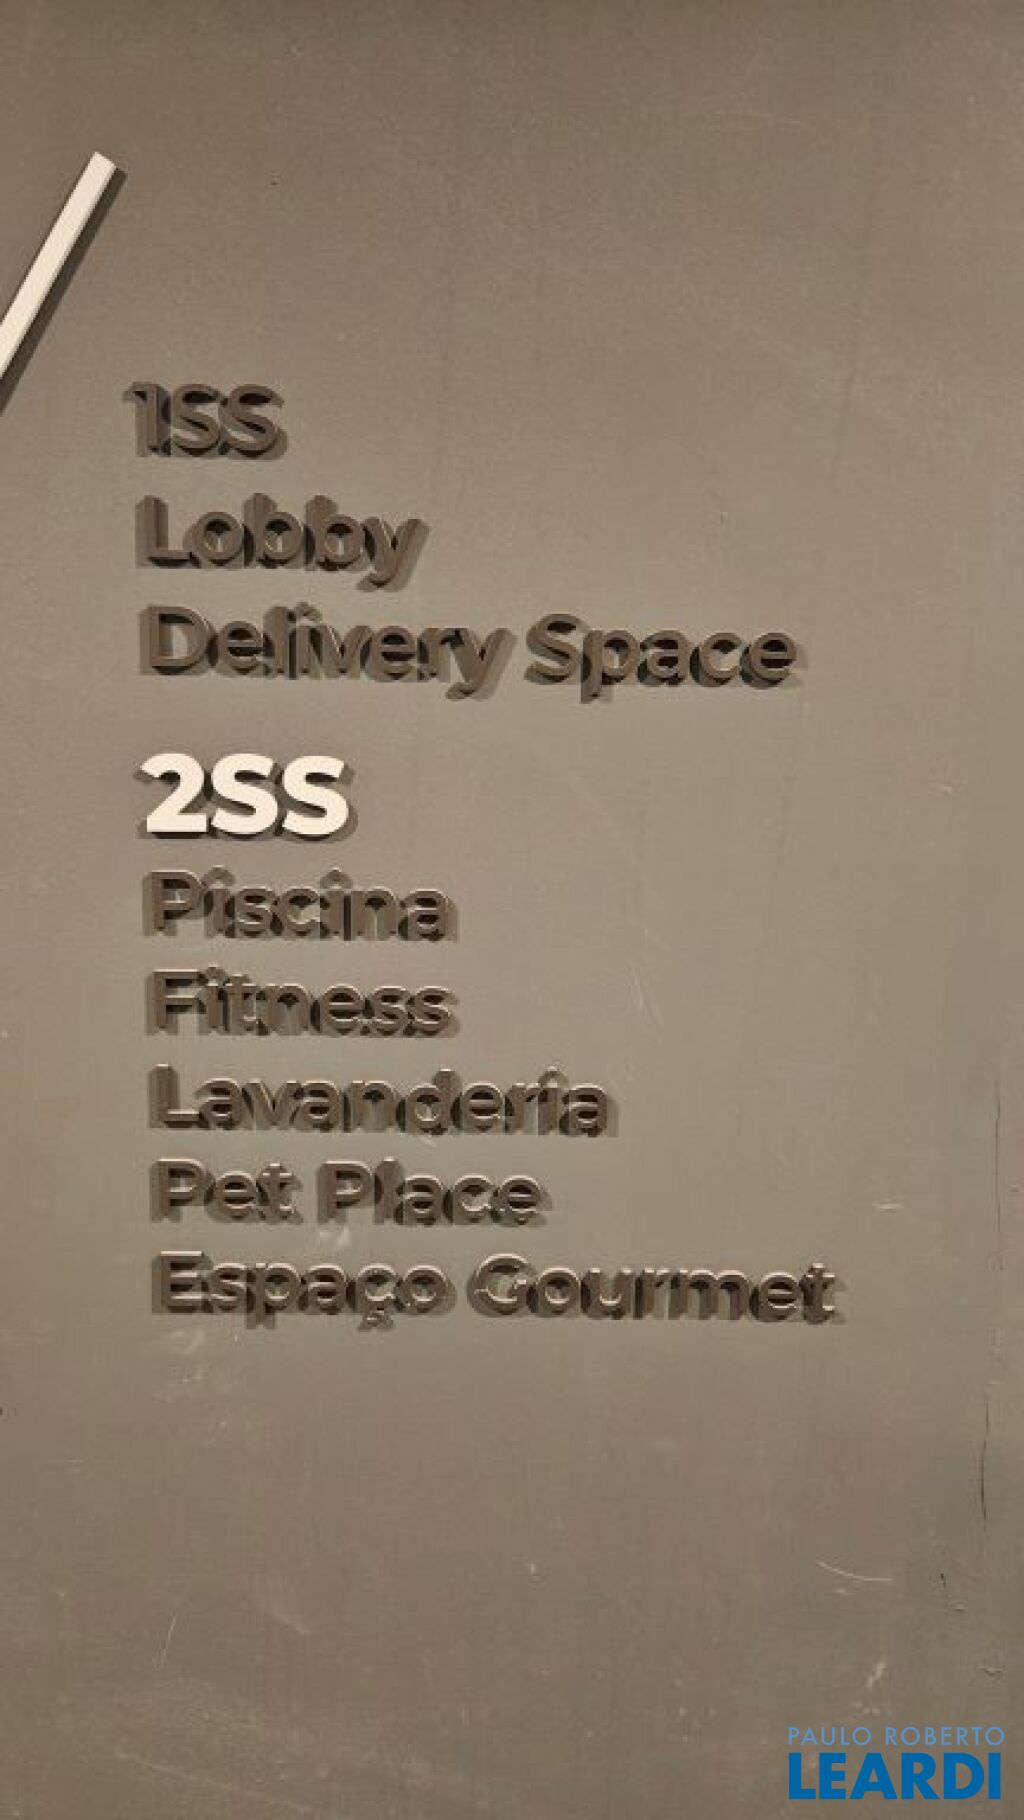 1SS
Lobby
Delivery Space
2SS
Piscina
Fitness
Lavanderia
Pet Place
Espaço Gourmet
PAULO ROBERTO
LEARDI